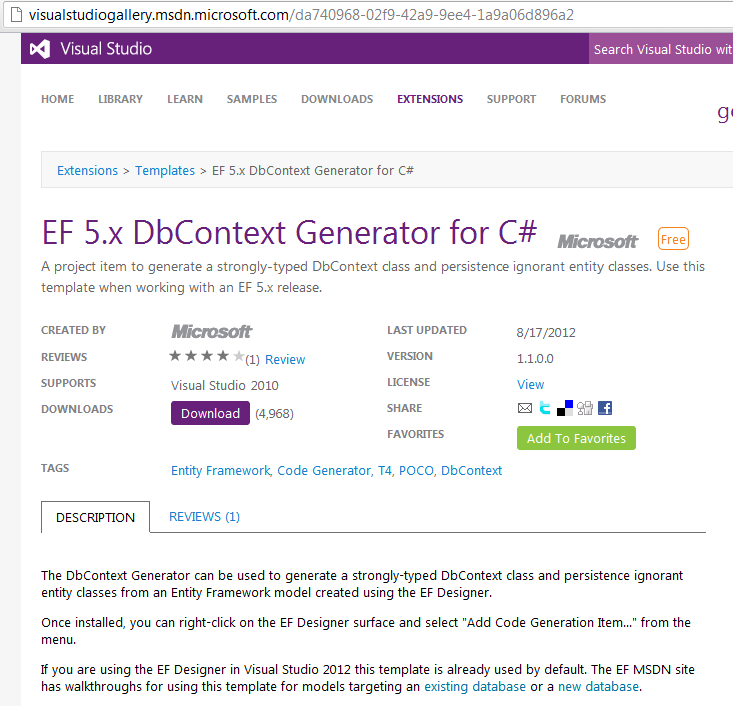 visualstudiogallery.msdn.microsoft.com/da740968-02f9-42a9-9ee4-1a9a06d896a2
Visual Studio
Search Visual Studio wit
HOME LIBRARY LEARN SAMPLES DOWNLOADS EXTENSIONS SUPPORT FORUMS
Extensions > Templates > EF 5.x DbContext Generator for C#
EF 5.x DbContext Generator for C# Microsoft Free
A project item to generate a strongly-typed DbContext class and persistence ignorant entity classes. Use this
template when working with an EF 5.x release.
CREATED BY Microsoft
REVIEWS (1) Review
SUPPORTS Visual Studio 2010
DOWNLOADS Download (4,968)
LAST UPDATED 8/17/2012
VERSION 1.1.0.0
LICENSE View
SHARE
FAVORITES Add To Favorites
TAGS Entity Framework, Code Generator, T4, POCO, DbContext
DESCRIPTION REVIEWS (1)
The DbContext Generator can be used to generate a strongly-typed DbContext class and persistence ignorant
entity classes from an Entity Framework model created using the EF Designer.
Once installed, you can right-click on the EF Designer surface and select "Add Code Generation Item..." from the
menu.
If you are using the EF Designer in Visual Studio 2012 this template is already used by default. The EF MSDN site
has walkthroughs for using this template for models targeting an existing database or a new database.